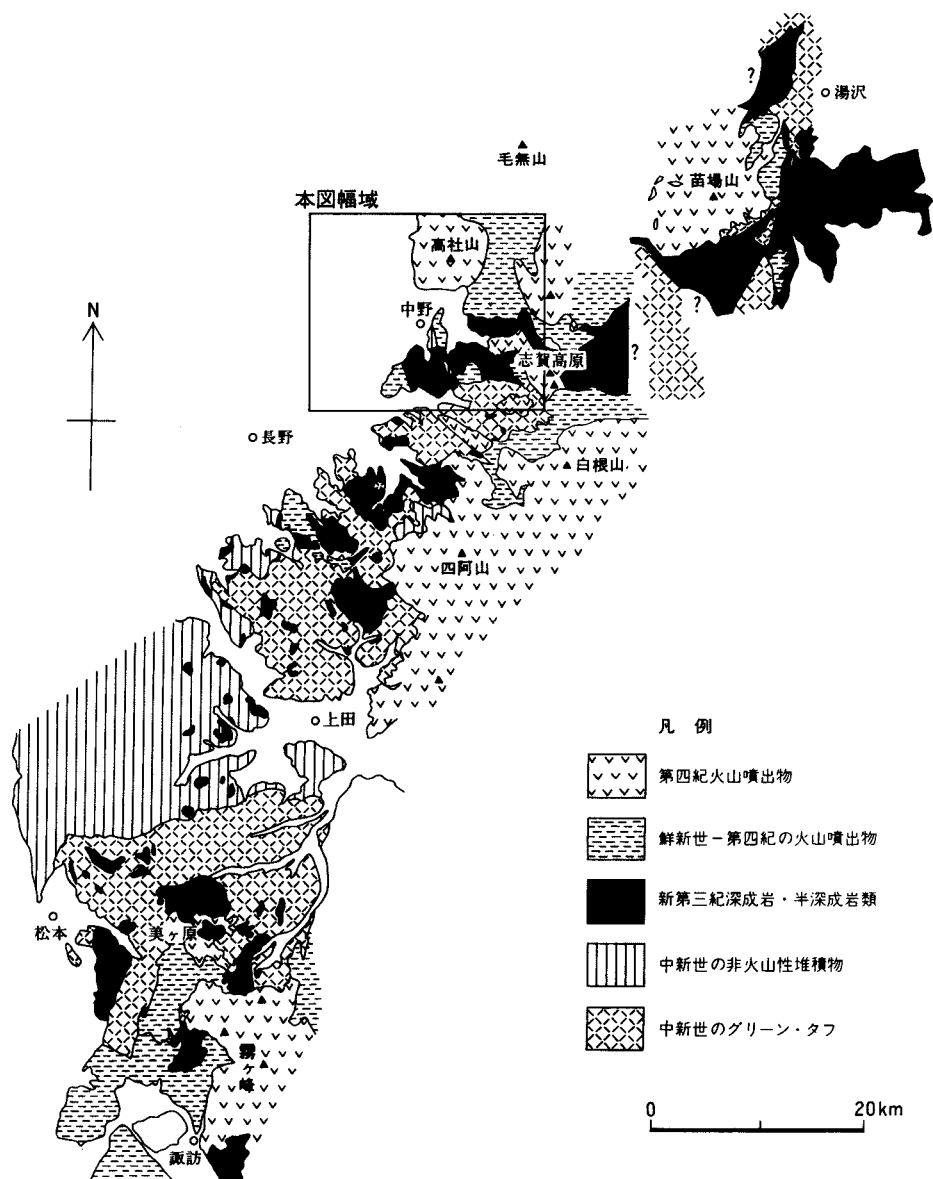 ?
湯沢
毛無山
苗場山
本図幅域
高社山
N
中野
?
?
志賀高原
長野
白根山
四阿山
上田
凡 例
第四紀火山噴出物
鮮新世－第四紀の火山噴出物
新第三紀深成岩・半深成岩類
松本
美ヶ原
中新世の非火山性堆積物
中新世のグリーン・タフ
霧ヶ峰
0
20km
諏訪